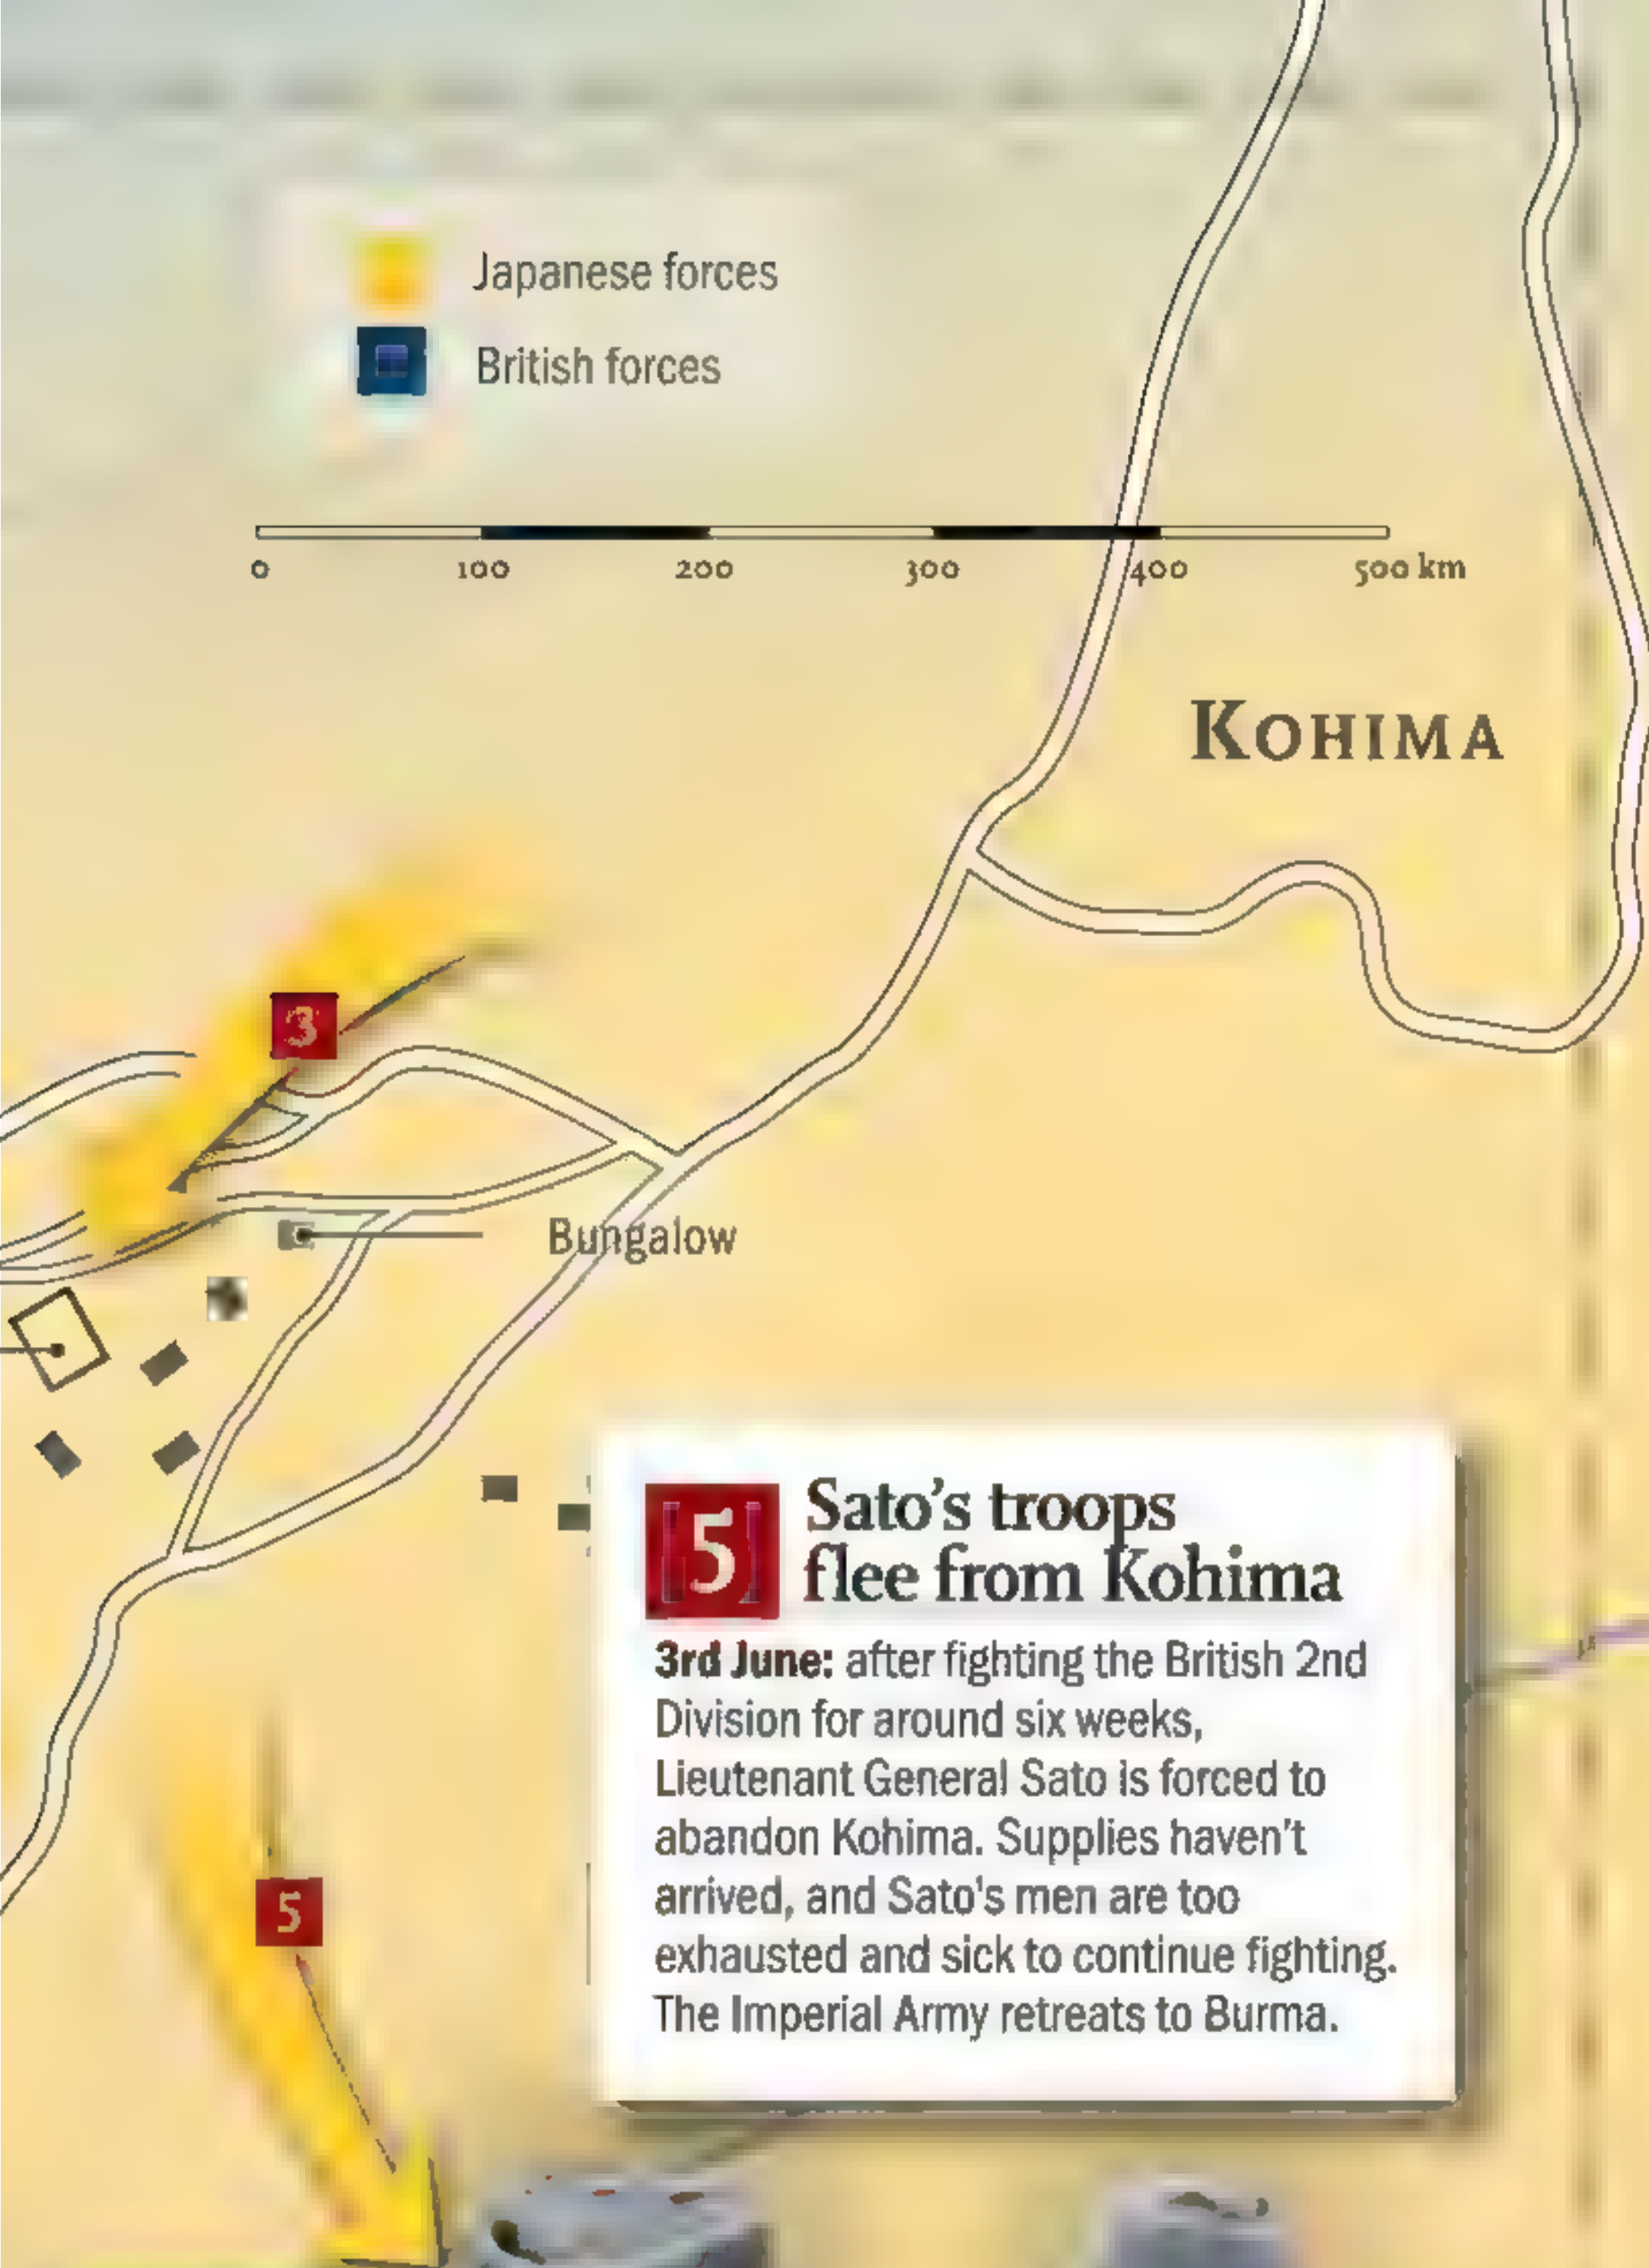 Japanese forces
British forces
0 100 200 300 400 500 km
KOHIMA
3
Bungalow
5 Sato's troops
flee from Kohima
3rd June: after fighting the British 2nd
Division for around six weeks,
Lieutenant General Sato is forced to
abandon Kohima. Supplies haven't
arrived, and Sato's men are too
exhausted and sick to continue fighting.
The Imperial Army retreats to Burma.
5